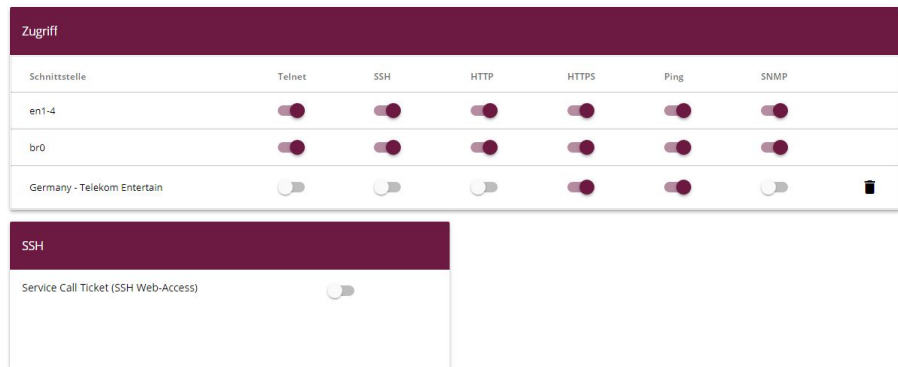 Zugriff
Schnittstelle Telnet SSH HTTP HTTPS Ping SNMP
en1-4
br0
Germany - Telekom Entertain
SSH
Service Call Ticket (SSH Web-Access)